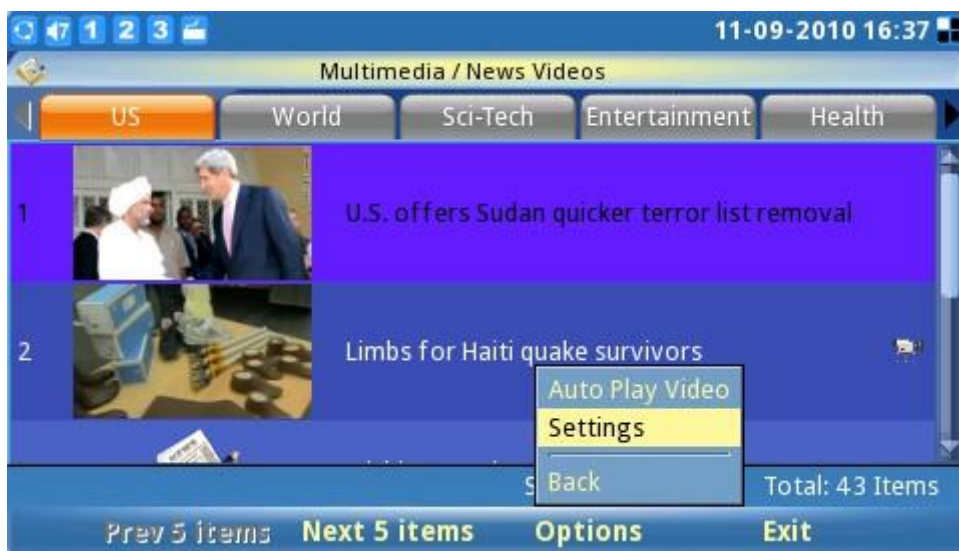 47 1 2 3 11-09-2010 16:37
Multimedia / News Videos
US World Sci-Tech Entertainment Health
1 U.S. offers Sudan quicker terror list removal
2 Limbs for Haiti quake survivors
Auto Play Video
Settings
Back
Total: 43 Items
Prev 5 items Next 5 items Options Exit